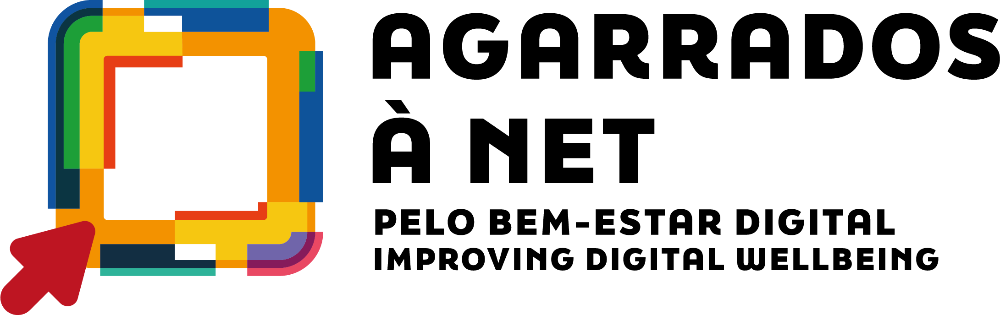 AGARRADOS
À NET
PELO BEM-ESTAR DIGITAL
IMPROVING DIGITAL WELLBEING